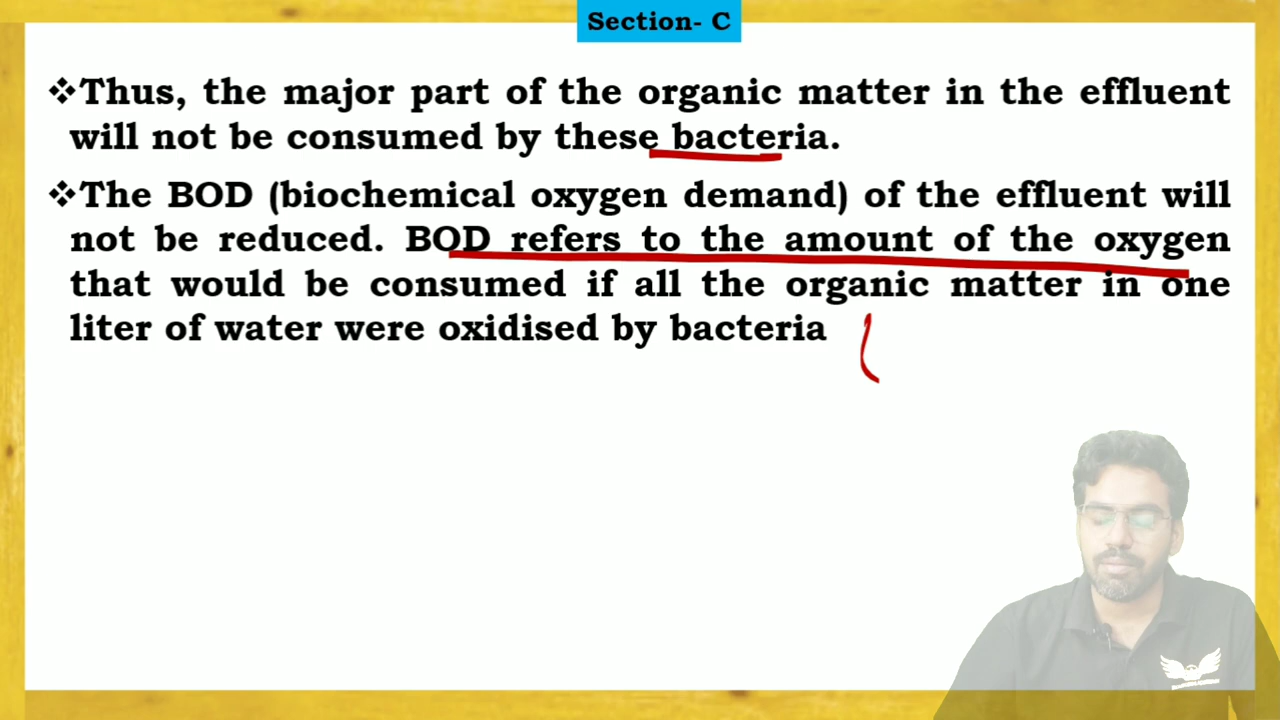 Section- C
❖Thus, the major part of the organic matter in the effluent
will not be consumed by these bacteria.
❖The BOD (biochemical oxygen demand) of the effluent will
not be reduced. BOD refers to the amount of the oxygen
that would be consumed if all the organic matter in one
liter of water were oxidised by bacteria